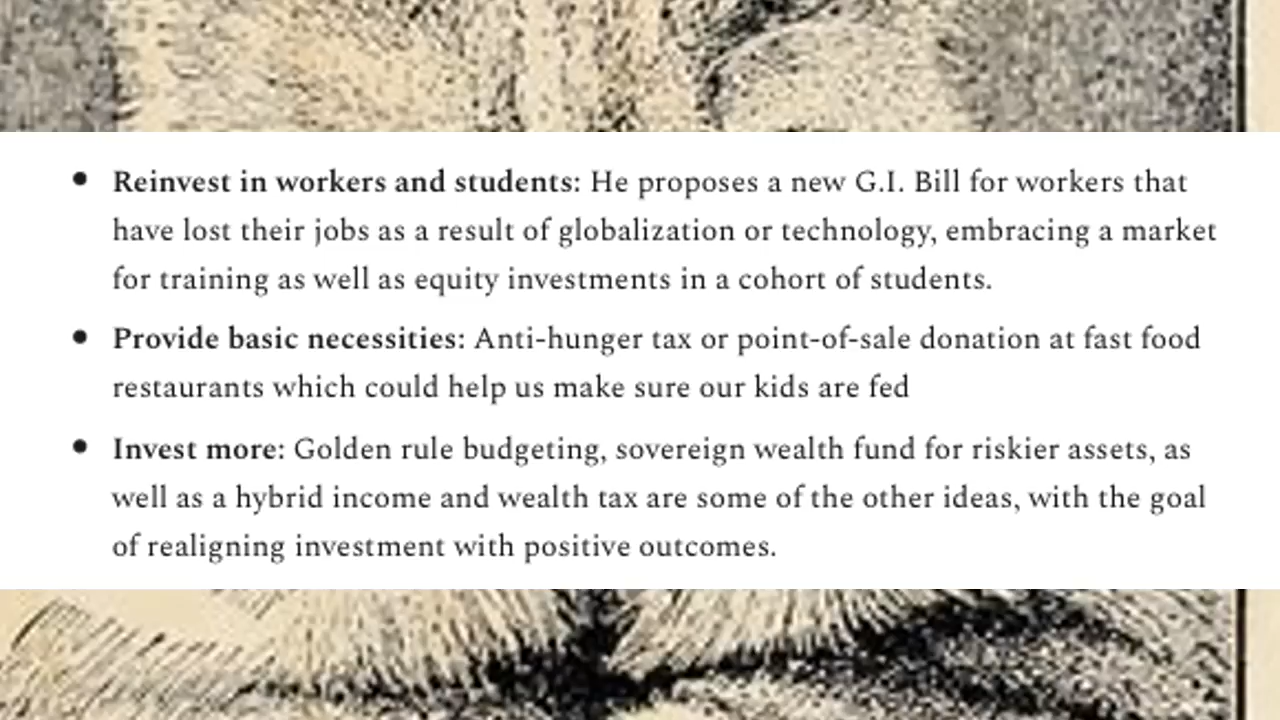 • Reinvest in workers and students: He proposes a new G.I. Bill for workers that
have lost their jobs as a result of globalization or technology, embracing a market
for training as well as equity investments in a cohort of students.
• Provide basic necessities: Anti-hunger tax or point-of-sale donation at fast food
restaurants which could help us make sure our kids are fed
• Invest more: Golden rule budgeting, sovereign wealth fund for riskier assets, as
well as a hybrid income and wealth tax are some of the other ideas, with the goal
of realigning investment with positive outcomes.